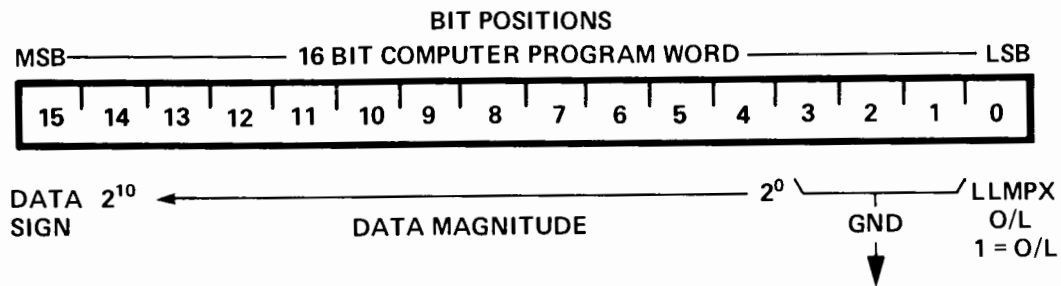 BIT POSITIONS
MSB 16 BIT COMPUTER PROGRAM WORD LSB
15 14 13 12 11 10 9 8 7 6 5 4 3 2 1 0
DATA 2¹⁰ 2⁰ LLMPX
SIGN DATA MAGNITUDE GND O/L
1 = O/L